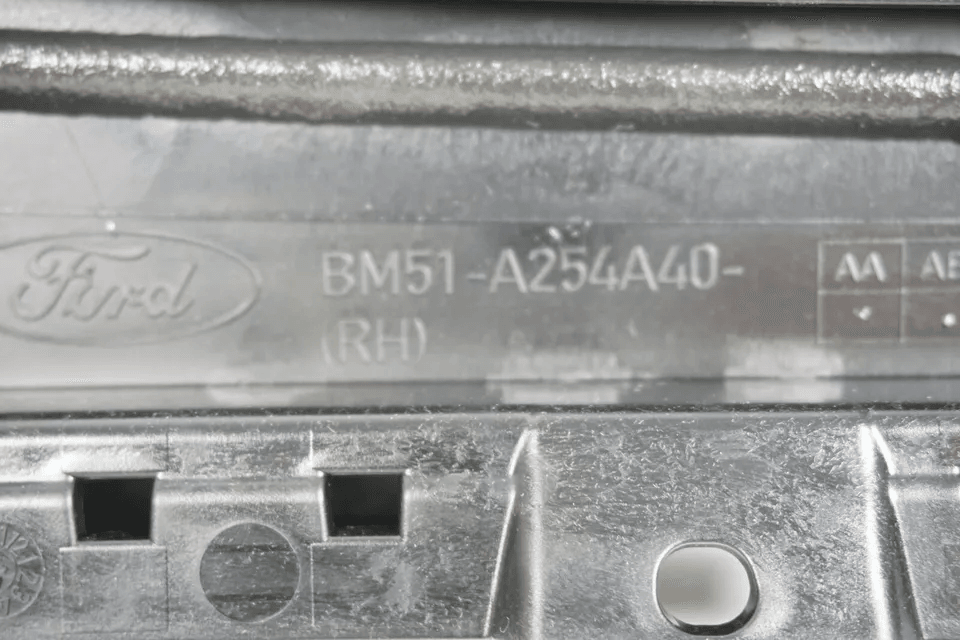 Ford
BM51-A254A40-
(RH)
AA